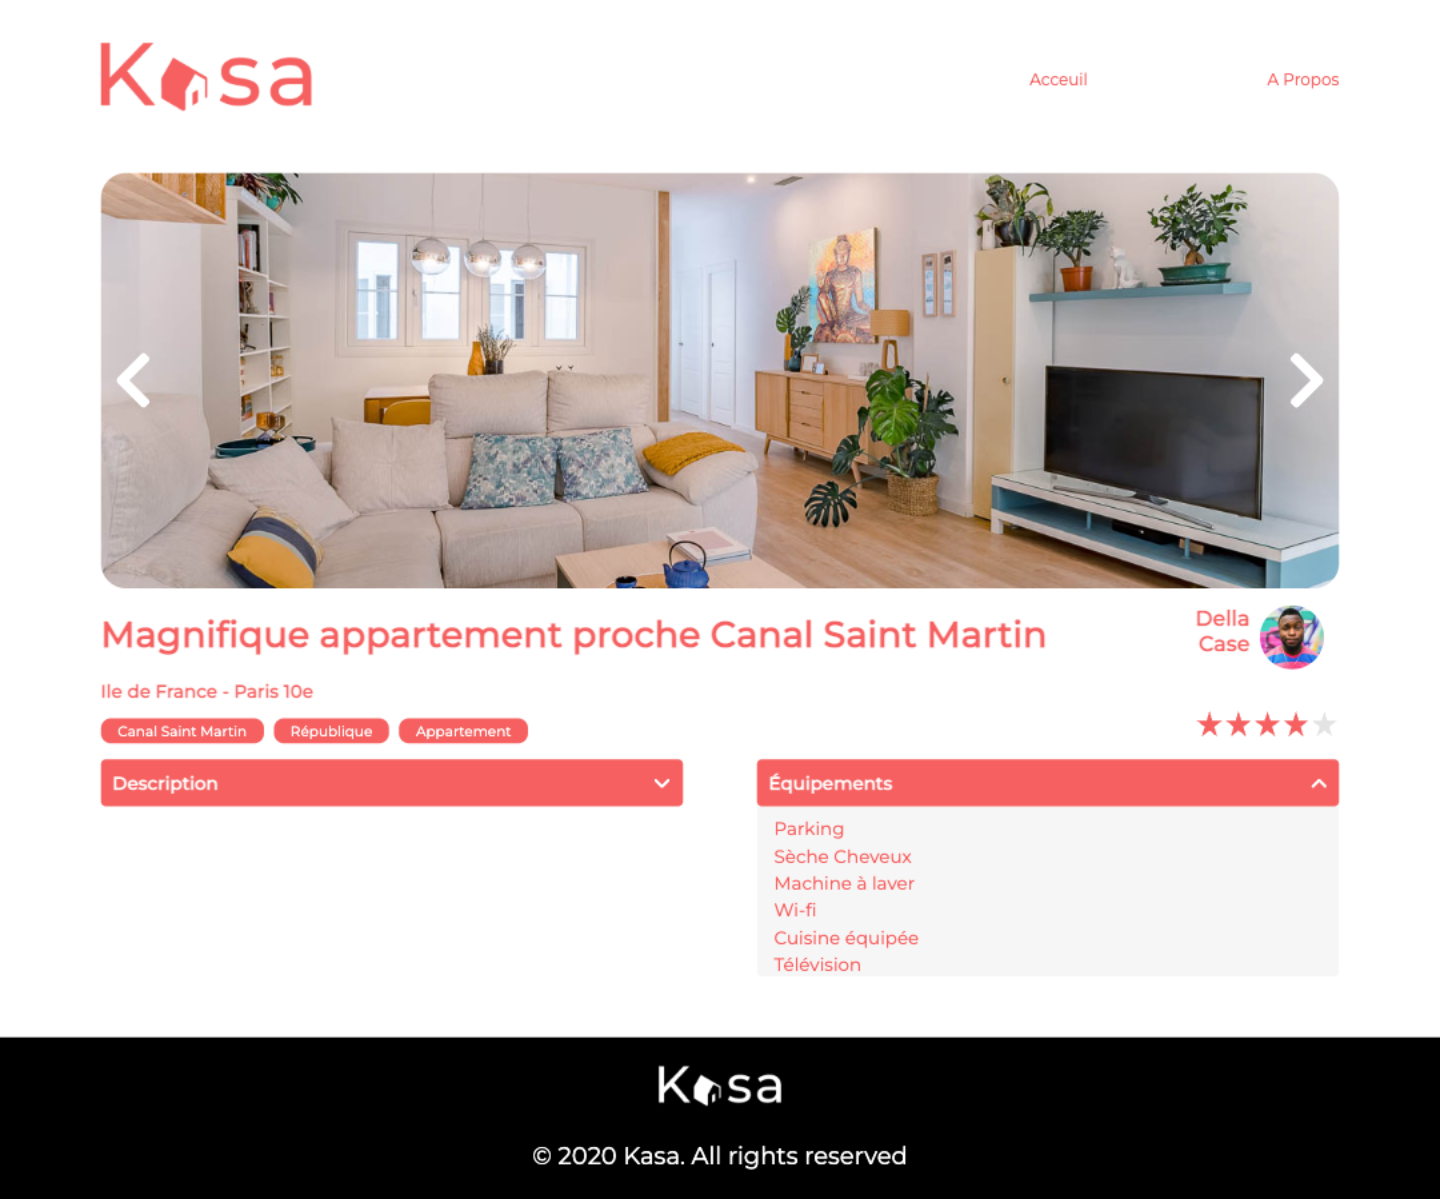 Kasa
Acceuil
A Propos
Magnifique appartement proche Canal Saint Martin
Della
Case
Ile de France - Paris 10e
Canal Saint Martin
République
Appartement
Description
Équipements
Parking
Sèche Cheveux
Machine à laver
Wi-fi
Cuisine équipée
Télévision
Kasa
© 2020 Kasa. All rights reserved